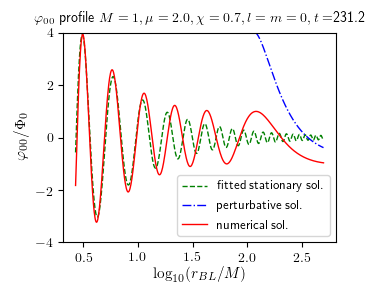 φ₀₀ profile M = 1, μ = 2.0, χ = 0.7, l = m = 0, t =231.2
φ₀₀/Φ₀
4
2
0
−2
−4
fitted stationary sol.
perturbative sol.
numerical sol.
0.5 1.0 1.5 2.0 2.5
log₁₀(r_BL/M)